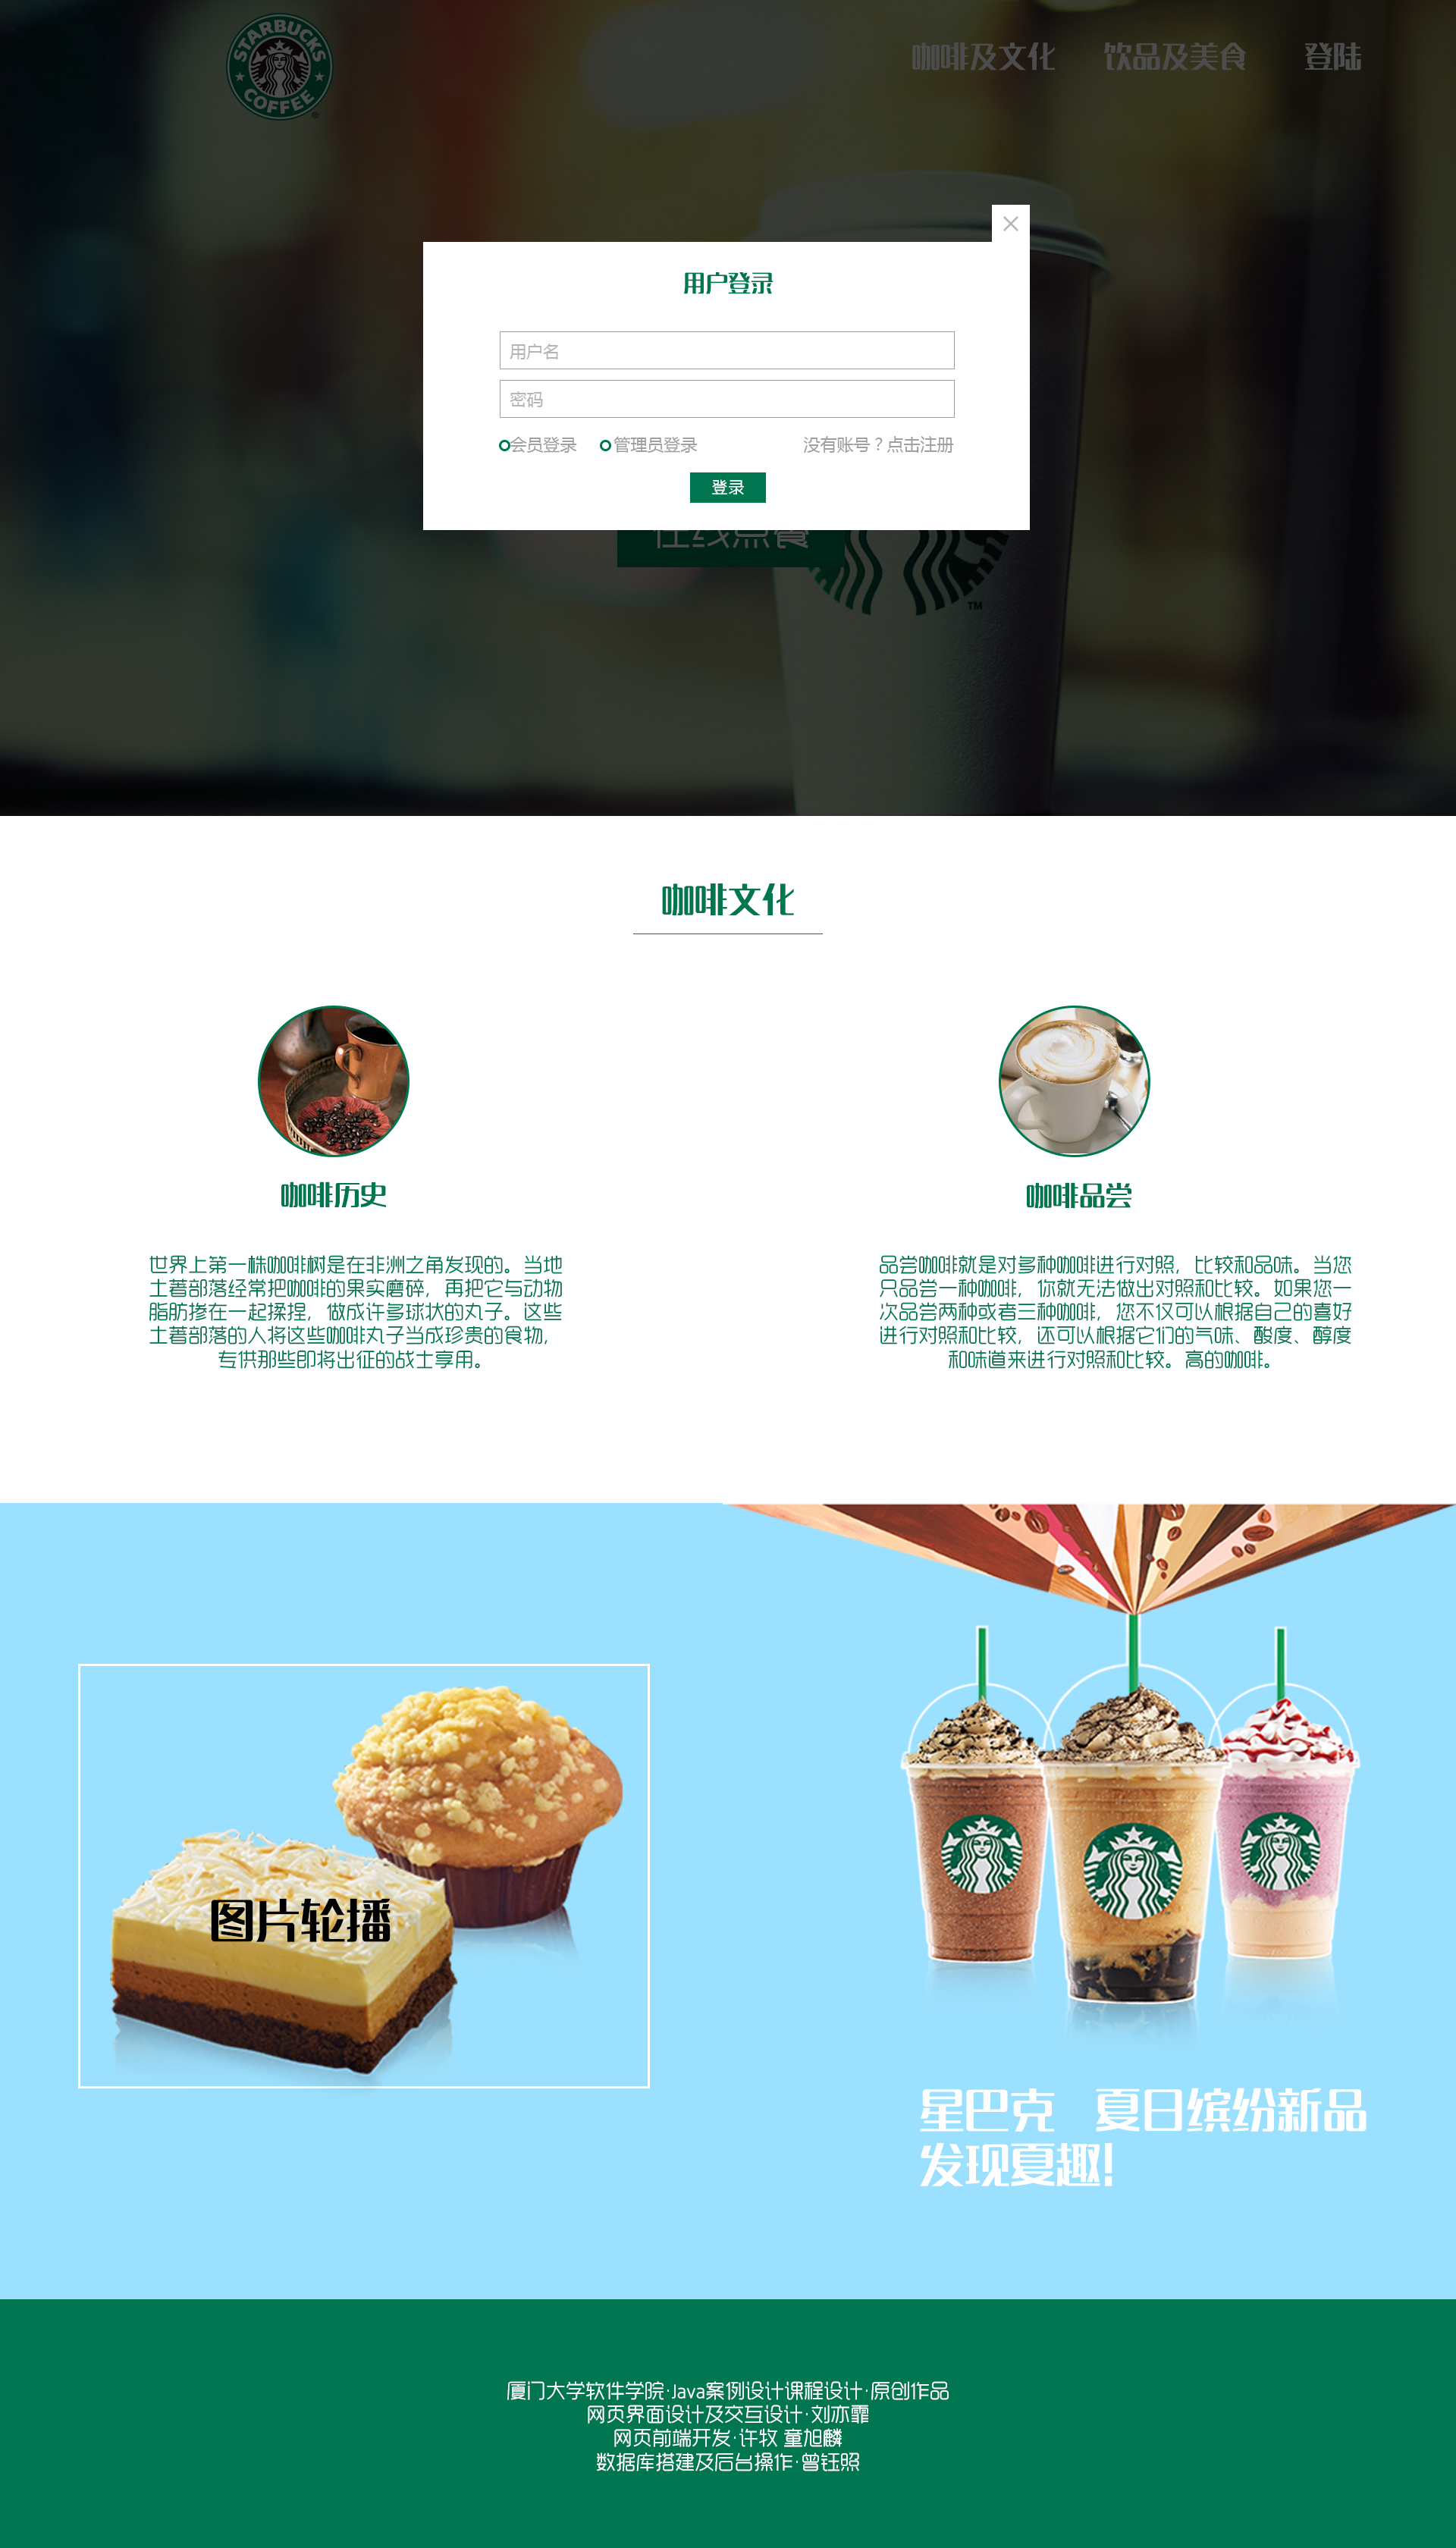 STARBUCKS
COFFEE
®
咖啡及文化 饮品及美食 登陆
用户登录
用户名
密码
会员登录 管理员登录 没有账号？点击注册
登录
在线点餐
TM
咖啡文化
咖啡历史
世界上第一株咖啡树是在非洲之角发现的。当地
土著部落经常把咖啡的果实磨碎，再把它与动物
脂肪掺在一起揉捏，做成许多球状的丸子。这些
土著部落的人将这些咖啡丸子当成珍贵的食物，
专供那些即将出征的战士享用。
咖啡品尝
品尝咖啡就是对多种咖啡进行对照，比较和品味。当您
只品尝一种咖啡，你就无法做出对照和比较。如果您一
次品尝两种或者三种咖啡，您不仅可以根据自己的喜好
进行对照和比较，还可以根据它们的气味、酸度、醇度
和味道来进行对照和比较。高的咖啡。
图片轮播
星巴克 夏日缤纷新品
发现夏趣!
厦门大学软件学院·Java案例设计课程设计·原创作品
网页界面设计及交互设计·刘亦霏
网页前端开发·许牧 童旭麟
数据库搭建及后台操作·曾钰照